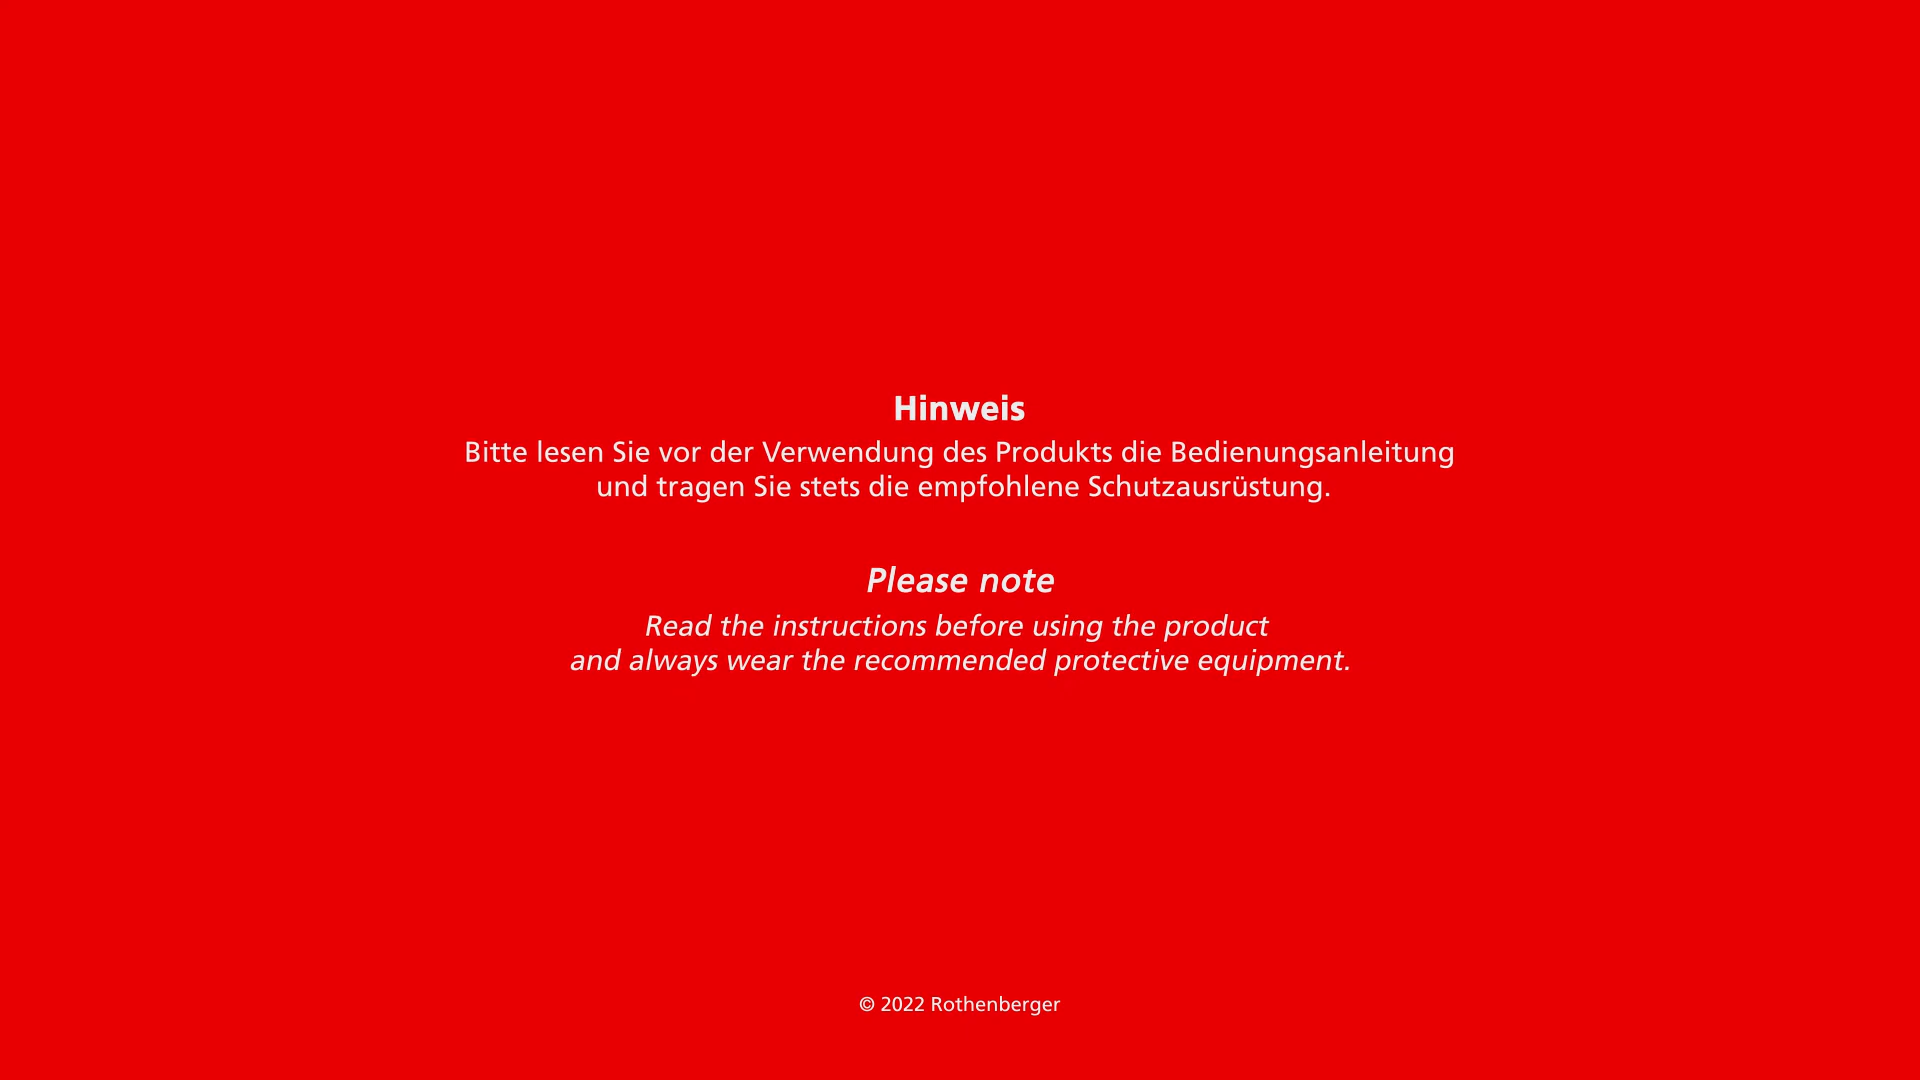 Hinweis
Bitte lesen Sie vor der Verwendung des Produkts die Bedienungsanleitung
und tragen Sie stets die empfohlene Schutzausrüstung.
Please note
Read the instructions before using the product
and always wear the recommended protective equipment.
© 2022 Rothenberger